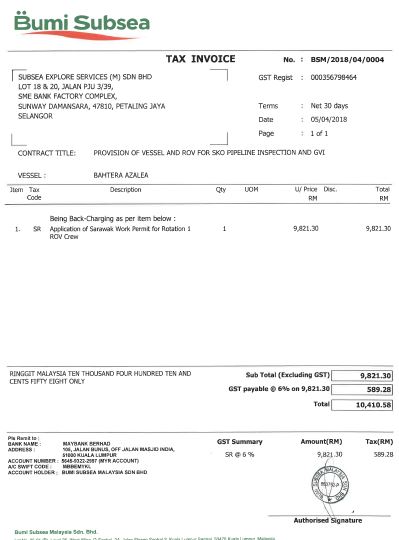 Bumi Subsea
TAX INVOICE
No. : BSM/2018/04/0004
SUBSEA EXPLORE SERVICES (M) SDN BHD
LOT 18 & 20, JALAN PJU 3/39,
SME BANK FACTORY COMPLEX,
SUNWAY DAMANSARA, 47810, PETALING JAYA
SELANGOR
GST Regist : 000356798464
Terms : Net 30 days
Date : 05/04/2018
Page : 1 of 1
CONTRACT TITLE: PROVISION OF VESSEL AND ROV FOR SKO PIPELINE INSPECTION AND GVI
VESSEL : BAHTERA AZALEA
Item Tax Code Description Qty UOM U/ Price RM Disc. Total RM
Being Back-Charging as per item below :
1. SR Application of Sarawak Work Permit for Rotation 1 1 9,821.30 9,821.30
ROV Crew
RINGGIT MALAYSIA TEN THOUSAND FOUR HUNDRED TEN AND
CENTS FIFTY EIGHT ONLY
Sub Total (Excluding GST) 9,821.30
GST payable @ 6% on 9,821.30 589.28
Total 10,410.58
Pls Remit to :
BANK NAME : MAYBANK BERHAD
ADDRESS : 105, JALAN BUNUS, OFF JALAN MASJID INDIA,
51000 KUALA LUMPUR
ACCOUNT NUMBER : 5648-9322-2987 (MYR ACCOUNT)
A/C SWIFT CODE : MBBEMYKL
ACCOUNT HOLDER : BUMI SUBSEA MALAYSIA SDN BHD
GST Summary Amount(RM) Tax(RM)
SR @ 6 % 9,821.30 589.28
Authorised Signature
Bumi Subsea Malaysia Sdn. Bhd.